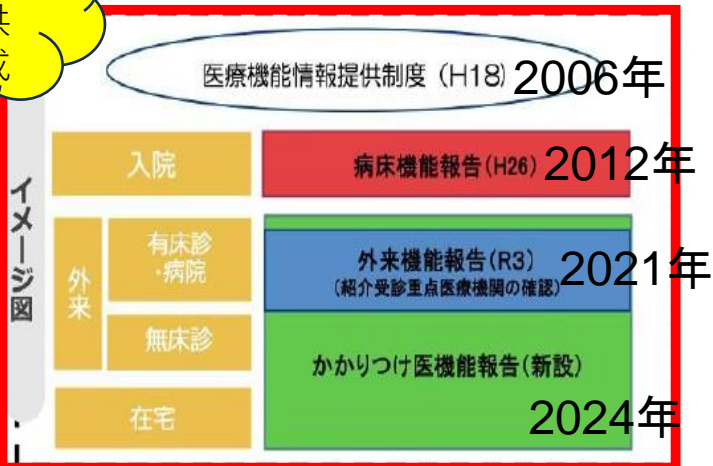 医療機能情報提供制度(H18) 2006年
イメージ図
入院
病床機能報告(H26) 2012年
外来
有床診
・病院
外来機能報告(R3) 2021年
(紹介受診重点医療機関の確認)
無床診
かかりつけ医機能報告(新設)
在宅
2024年